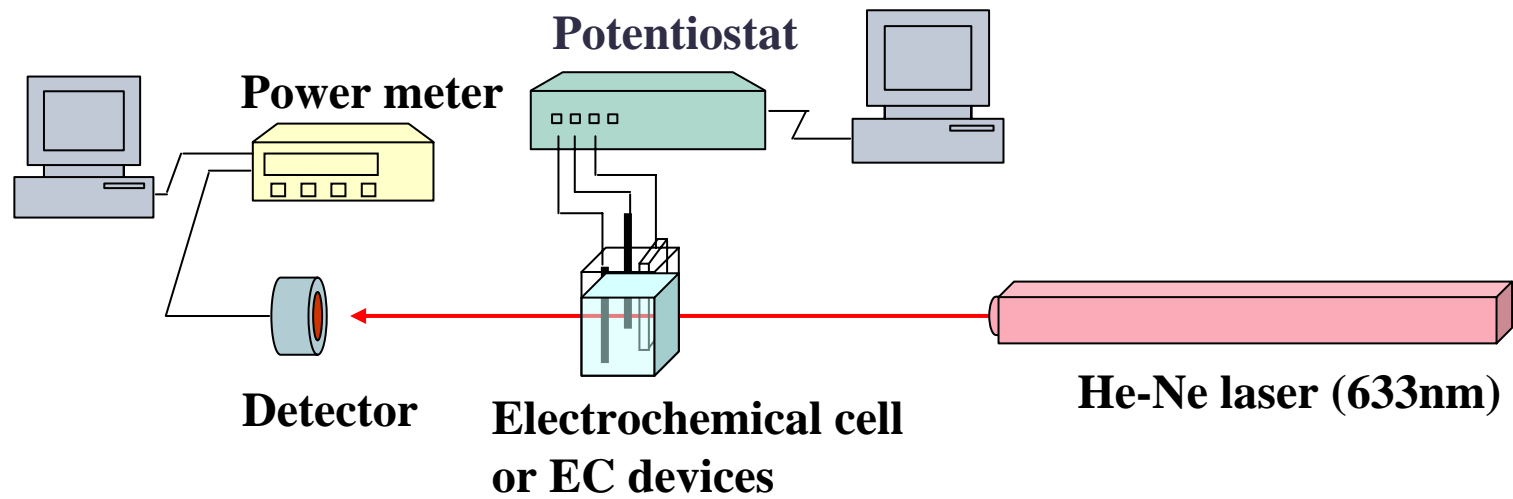 Potentiostat
Power meter
Detector
Electrochemical cell
or EC devices
He-Ne laser (633nm)